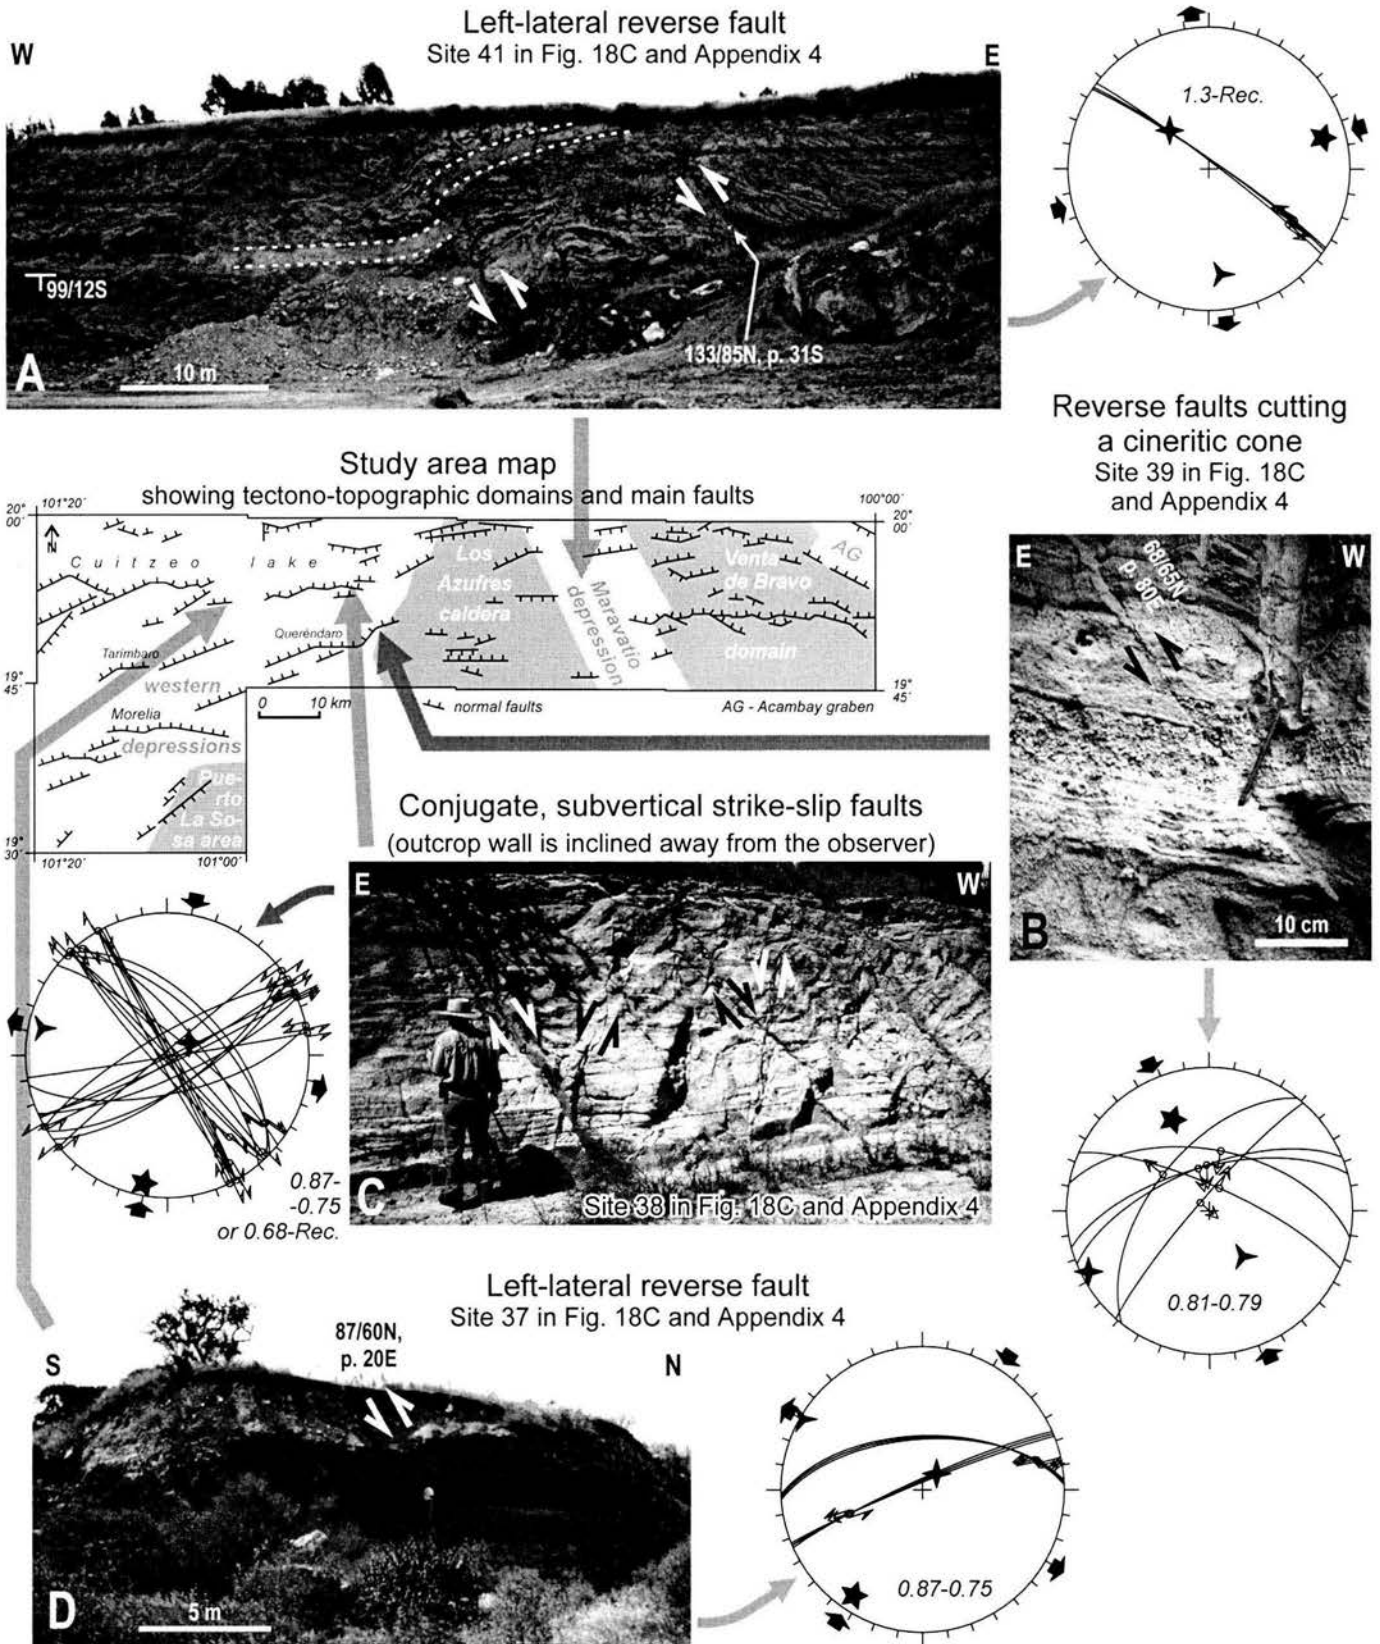 Left-lateral reverse fault
Site 41 in Fig. 18C and Appendix 4
W
E
99/12S
133/85N, p. 31S
A
10 m
1.3-Rec.
Reverse faults cutting
a cineritic cone
Site 39 in Fig. 18C
and Appendix 4
Study area map
showing tectono-topographic domains and main faults
101°20´
100°00´
20°
00´
20°
00´
N
Cuitzeo lake
Los
Azufres
caldera
Maravatio
depression
Venta
de Bravo
domain
AG
Queréndaro
Tarimbaro
western
depressions
Morelia
19°
45´
19°
45´
0 10 km
normal faults
AG - Acambay graben
Pue-
rto
La So-
sa area
19°
30´
101°20´
101°00´
E
W
68/65N,
p. 80E
B
10 cm
Conjugate, subvertical strike-slip faults
(outcrop wall is inclined away from the observer)
E
W
C
Site 38 in Fig. 18C and Appendix 4
0.87-
-0.75
or 0.68-Rec.
0.81-0.79
Left-lateral reverse fault
Site 37 in Fig. 18C and Appendix 4
87/60N,
p. 20E
S
N
D
5 m
0.87-0.75